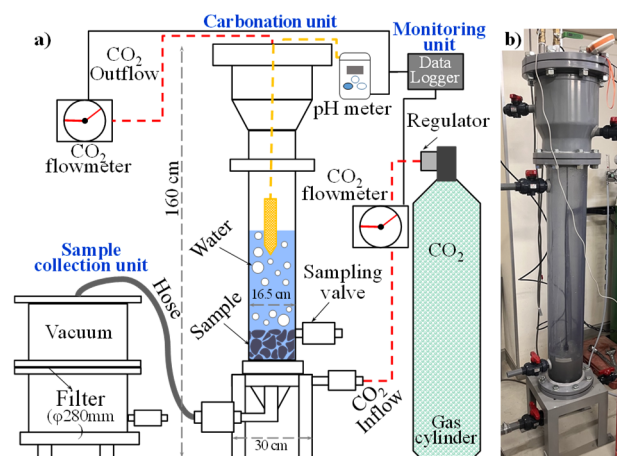 a)
Carbonation unit
Monitoring
unit
b)
CO2
Outflow
Data
Logger
pH meter
CO2
flowmeter
Regulator
160 cm
CO2
flowmeter
Water
CO2
Sample
collection unit
Hose
Sampling
valve
16.5 cm
Sample
Vacuum
Filter
(φ280mm
)
CO2
Inflow
30 cm
Gas
cylinder